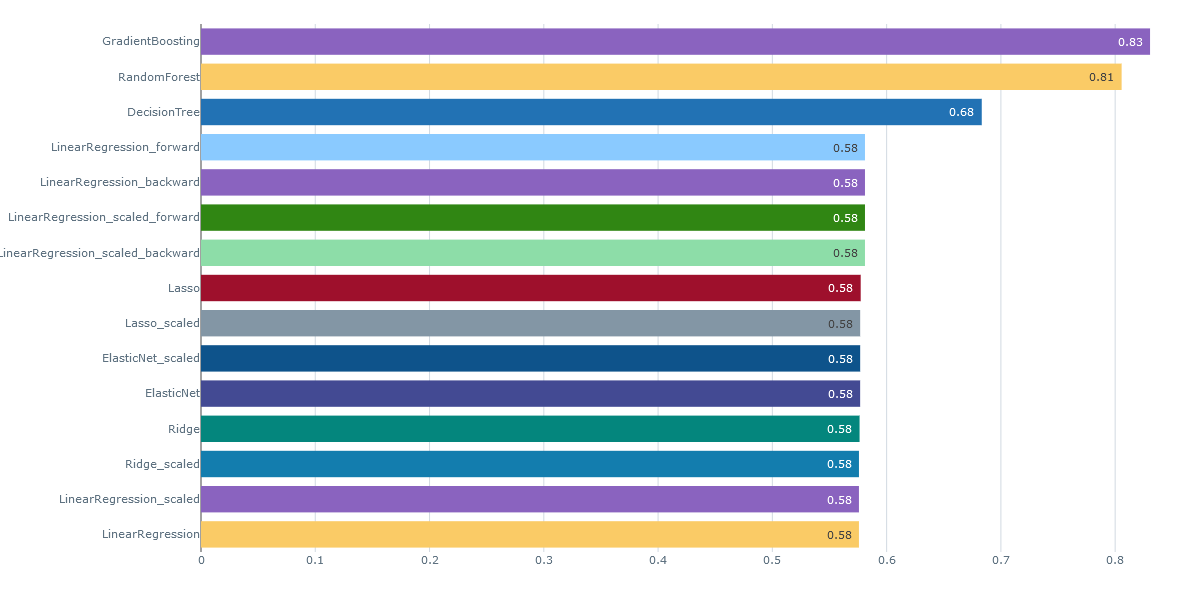 GradientBoosting 0.83
RandomForest 0.81
DecisionTree 0.68
LinearRegression_forward 0.58
LinearRegression_backward 0.58
LinearRegression_scaled_forward 0.58
LinearRegression_scaled_backward 0.58
Lasso 0.58
Lasso_scaled 0.58
ElasticNet_scaled 0.58
ElasticNet 0.58
Ridge 0.58
Ridge_scaled 0.58
LinearRegression_scaled 0.58
LinearRegression 0.58
0 0.1 0.2 0.3 0.4 0.5 0.6 0.7 0.8